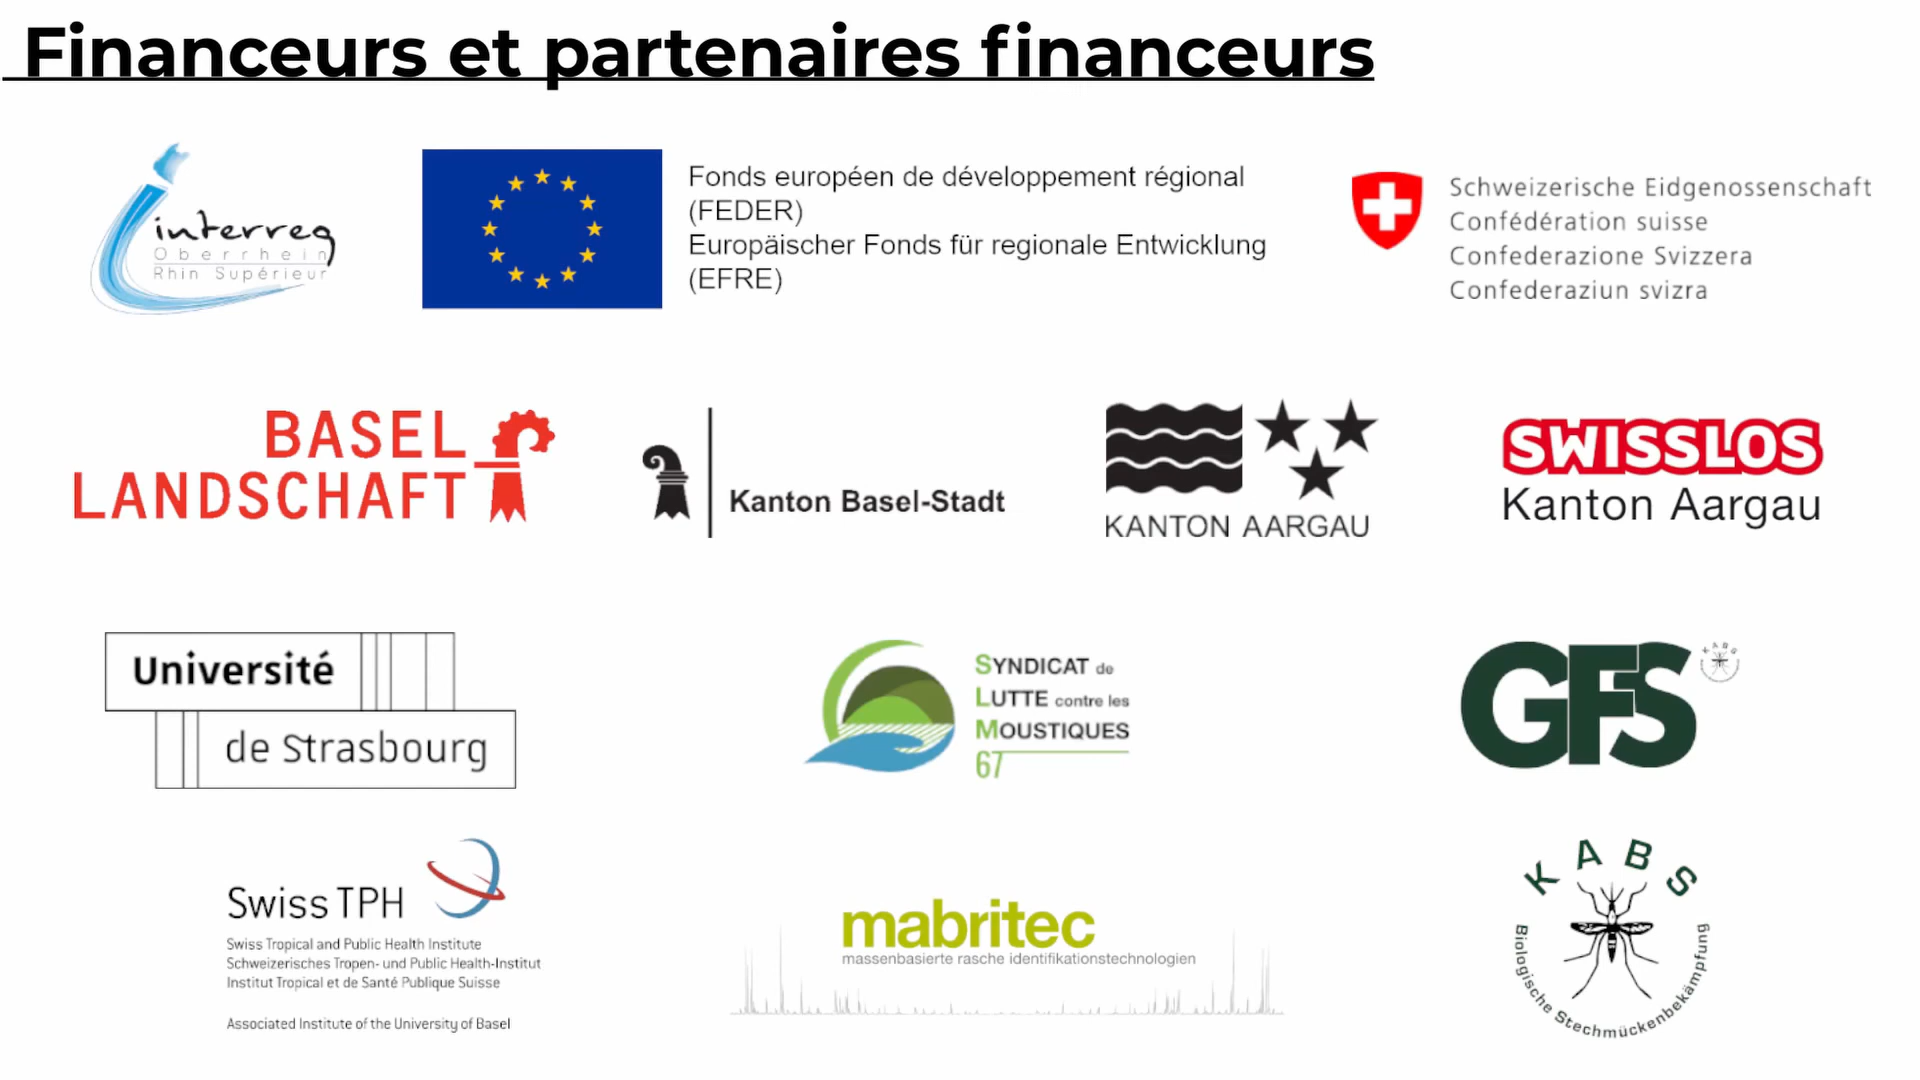 Financeurs et partenaires financeurs
interreg
Oberrhein
Rhin Supérieur
Fonds européen de développement régional
(FEDER)
Europäischer Fonds für regionale Entwicklung
(EFRE)
Schweizerische Eidgenossenschaft
Confédération suisse
Confederazione Svizzera
Confederaziun svizra
BASEL
LANDSCHAFT
Kanton Basel-Stadt
KANTON AARGAU
SWISSLOS
Kanton Aargau
Université
de Strasbourg
SYNDICAT de
LUTTE contre les
MOUSTIQUES
67
GFS
KABS
Swiss TPH
Swiss Tropical and Public Health Institute
Schweizerisches Tropen- und Public Health-Institut
Institut Tropical et de Santé Publique Suisse
Associated Institute of the University of Basel
mabritec
massenbasierte rasche identifikationstechnologien
KABS
Biologische Stechmückenbekämpfung